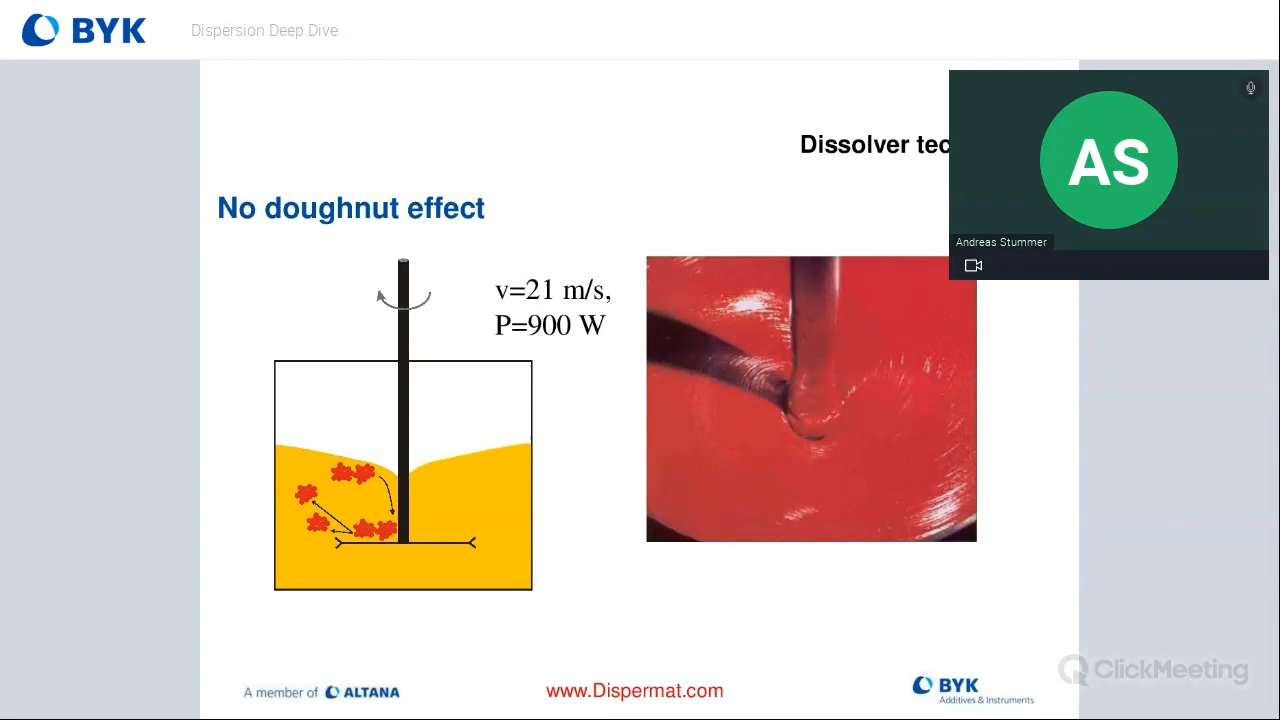 BYK
Dispersion Deep Dive
Dissolver tec
AS
Andreas Stummer
No doughnut effect
v=21 m/s,
P=900 W
A member of ALTANA
www.Dispermat.com
BYK
Additives & Instruments
ClickMeeting